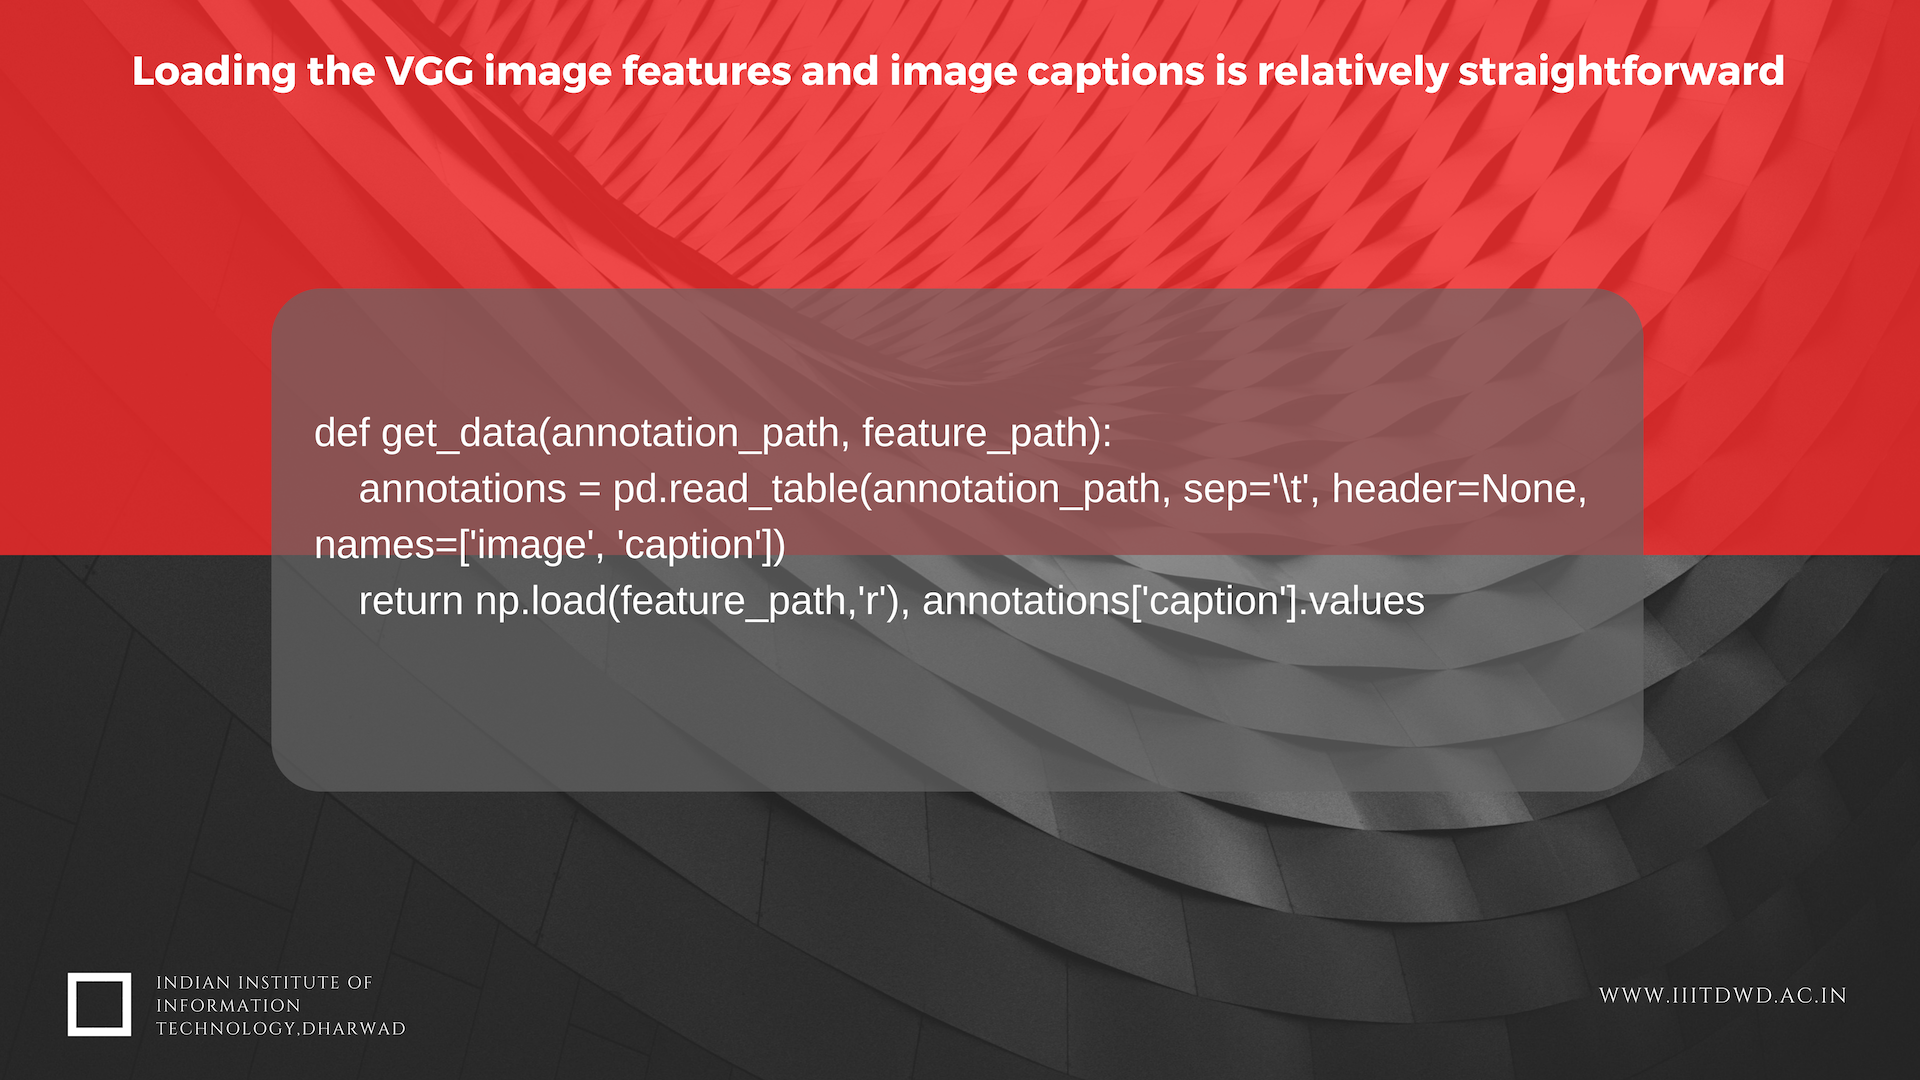 Loading the VGG image features and image captions is relatively straightforward
def get_data(annotation_path, feature_path):
    annotations = pd.read_table(annotation_path, sep='\t', header=None,
names=['image', 'caption'])
    return np.load(feature_path,'r'), annotations['caption'].values
INDIAN INSTITUTE OF
INFORMATION
TECHNOLOGY,DHARWAD
WWW.IIITDWD.AC.IN